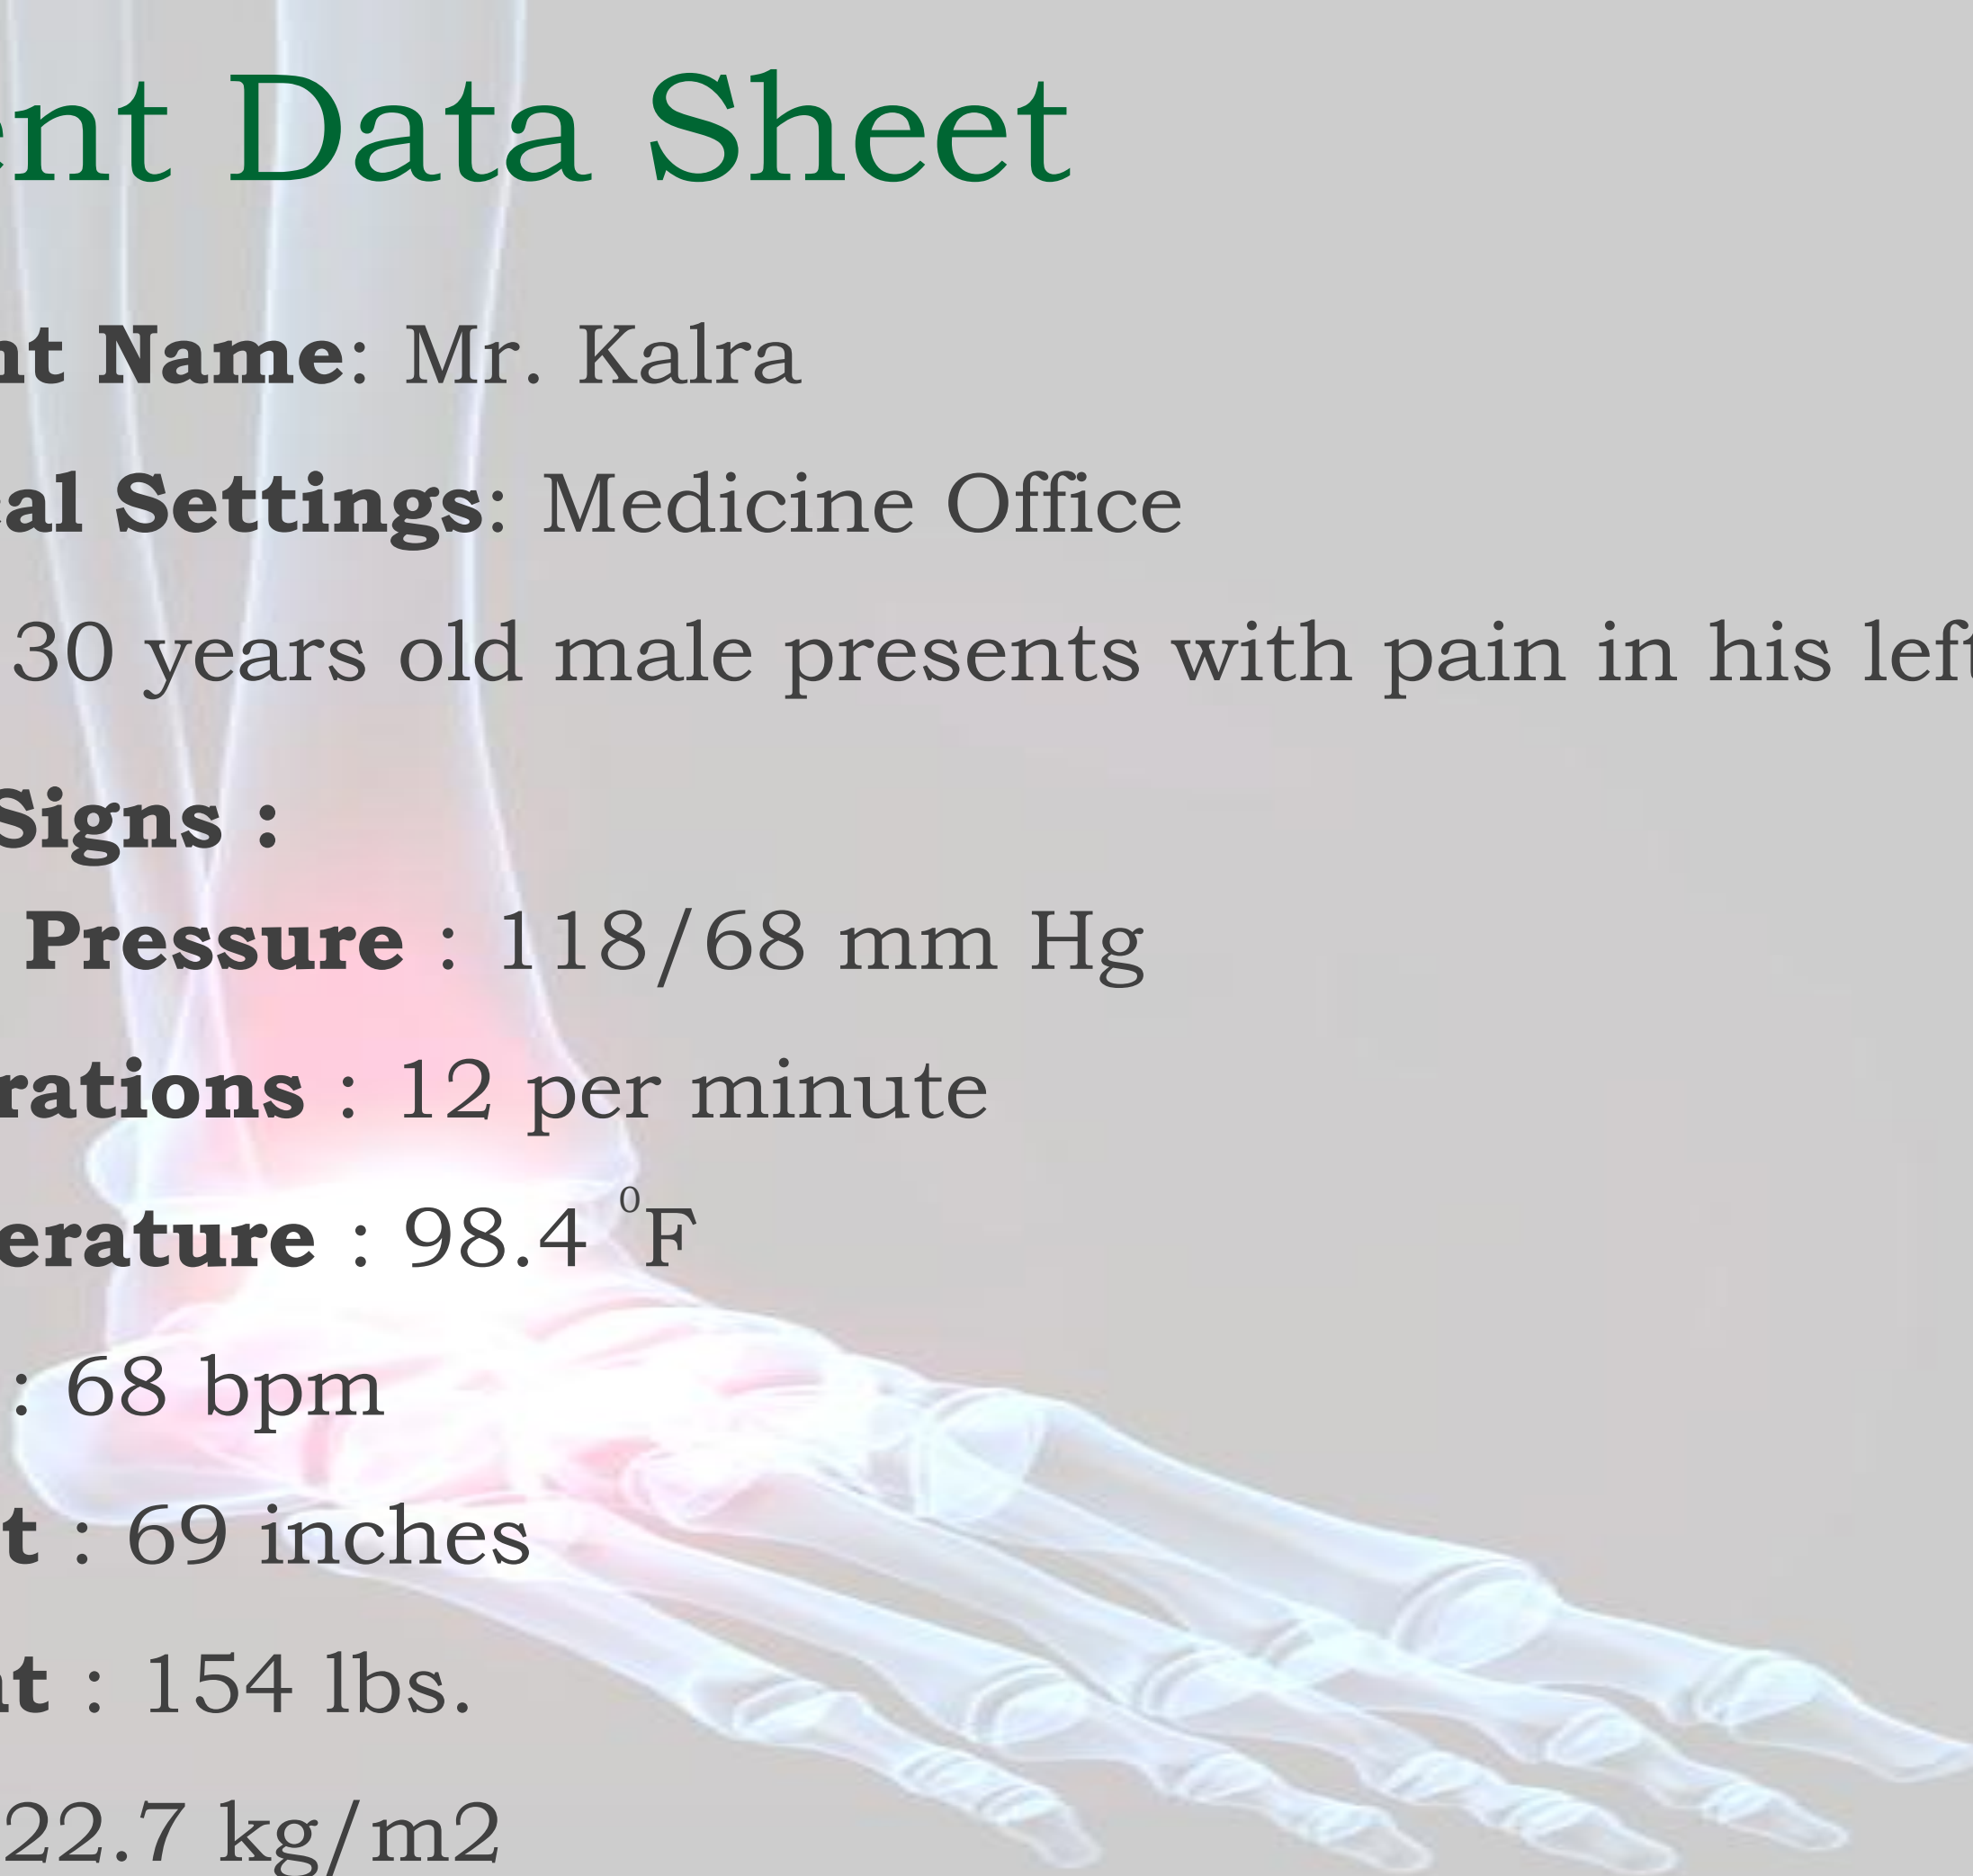 ent Data Sheet
nt Name: Mr. Kalra
cal Settings: Medicine Office
30 years old male presents with pain in his left
Signs :
Pressure : 118/68 mm Hg
rations : 12 per minute
erature : 98.4 ⁰F
: 68 bpm
t : 69 inches
ht : 154 lbs.
22.7 kg/m2